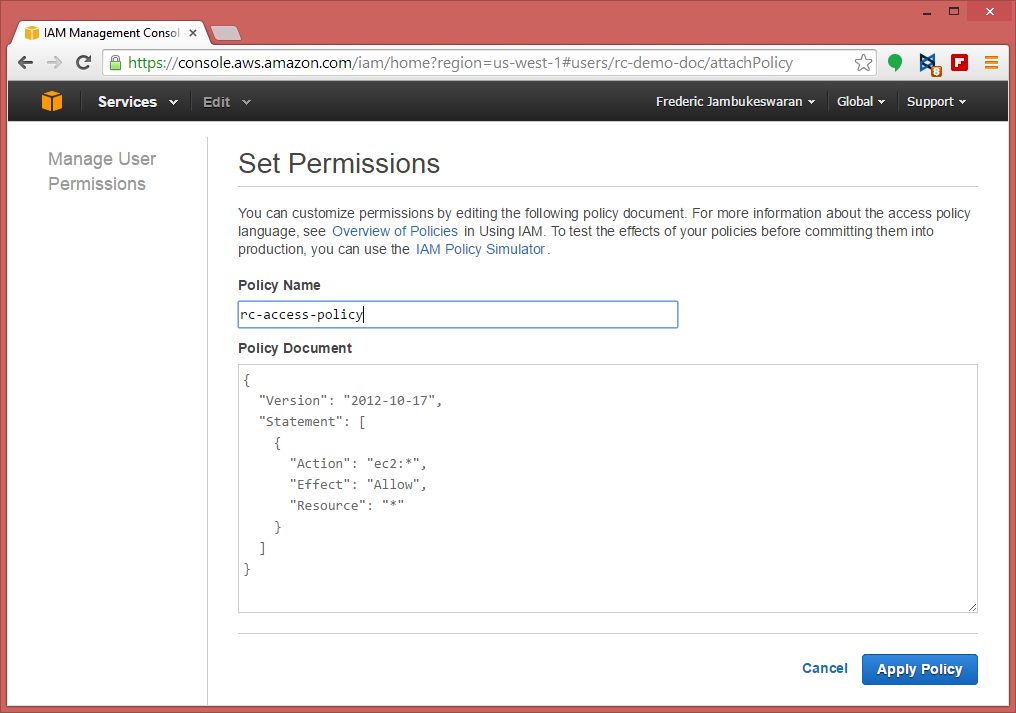 IAM Management Consol
https://console.aws.amazon.com/iam/home?region=us-west-1#users/rc-demo-doc/attachPolicy
8
F
Services Edit Frederic Jambukeswaran Global Support
Manage User
Permissions
Set Permissions
You can customize permissions by editing the following policy document. For more information about the access policy
language, see Overview of Policies in Using IAM. To test the effects of your policies before committing them into
production, you can use the IAM Policy Simulator.
Policy Name
rc-access-policy
Policy Document
{
  "Version": "2012-10-17",
  "Statement": [
    {
      "Action": "ec2:*",
      "Effect": "Allow",
      "Resource": "*"
    }
  ]
}
Cancel Apply Policy